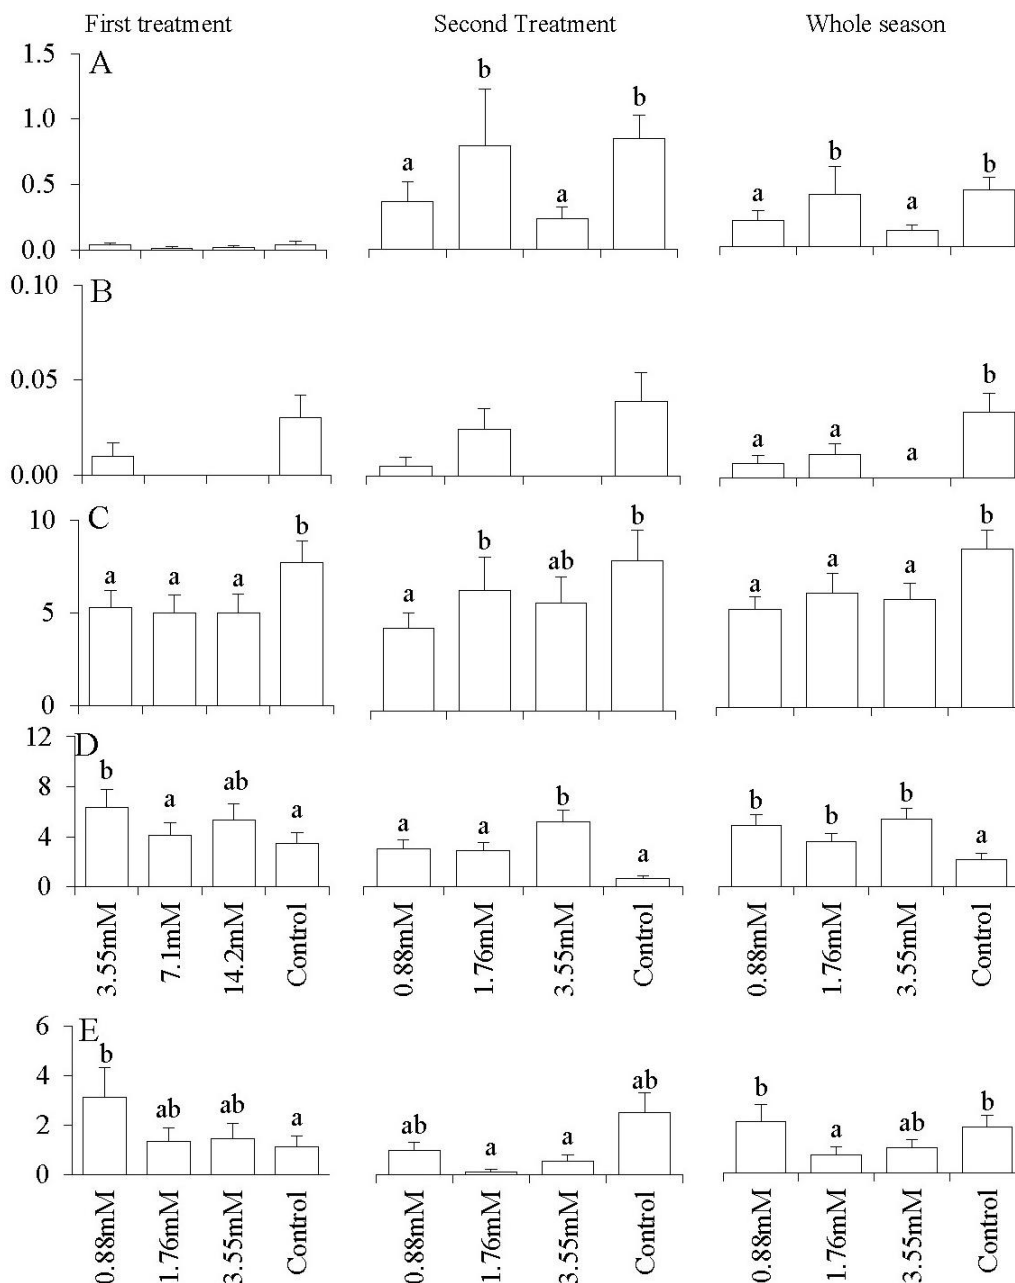 First treatment Second Treatment Whole season
A
1.5
1.0
0.5
0.0
a b a b
a b a b
B
0.10
0.05
0.00
a a a b
C
10
5
0
a a a b
a b ab b
a a a b
D
12
8
4
0
b a ab a
a a b a
b b b a
3.55mM 7.1mM 14.2mM Control
0.88mM 1.76mM 3.55mM Control
0.88mM 1.76mM 3.55mM Control
E
6
4
2
0
b ab ab a
ab a a ab
b a ab b
0.88mM 1.76mM 3.55mM Control
0.88mM 1.76mM 3.55mM Control
0.88mM 1.76mM 3.55mM Control